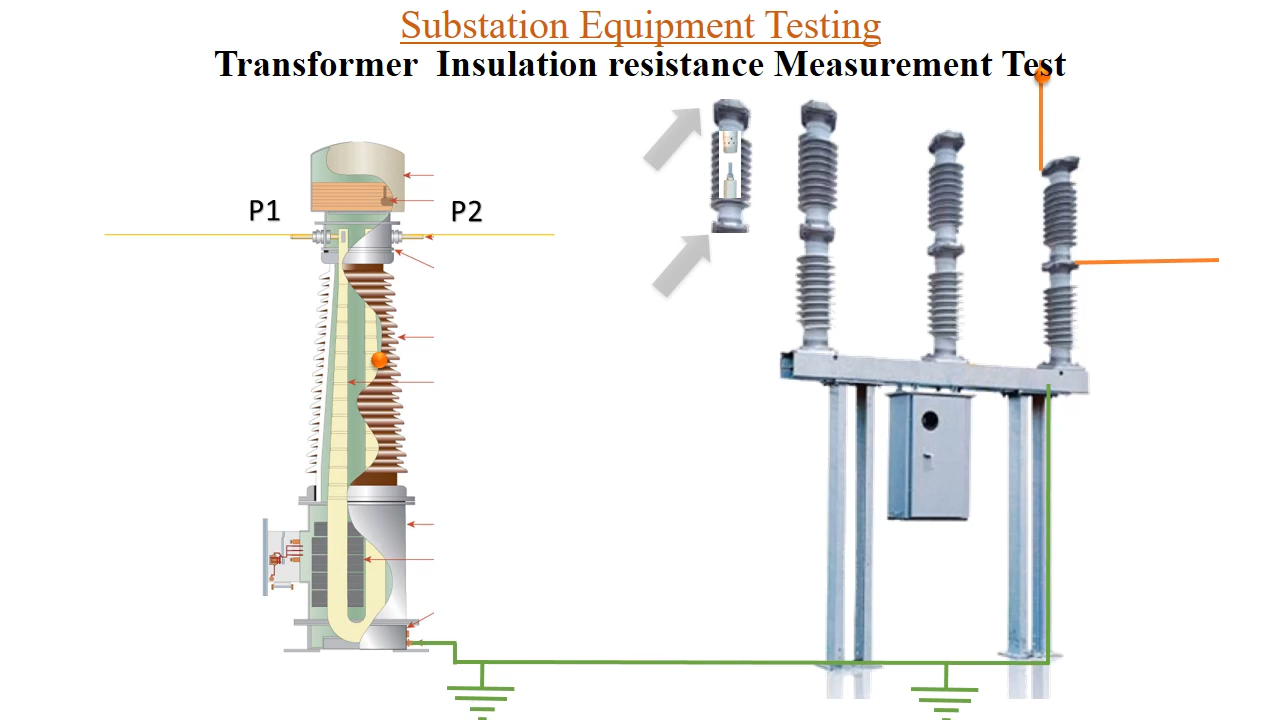 Substation Equipment Testing
Transformer Insulation resistance Measurement Test
P1
P2